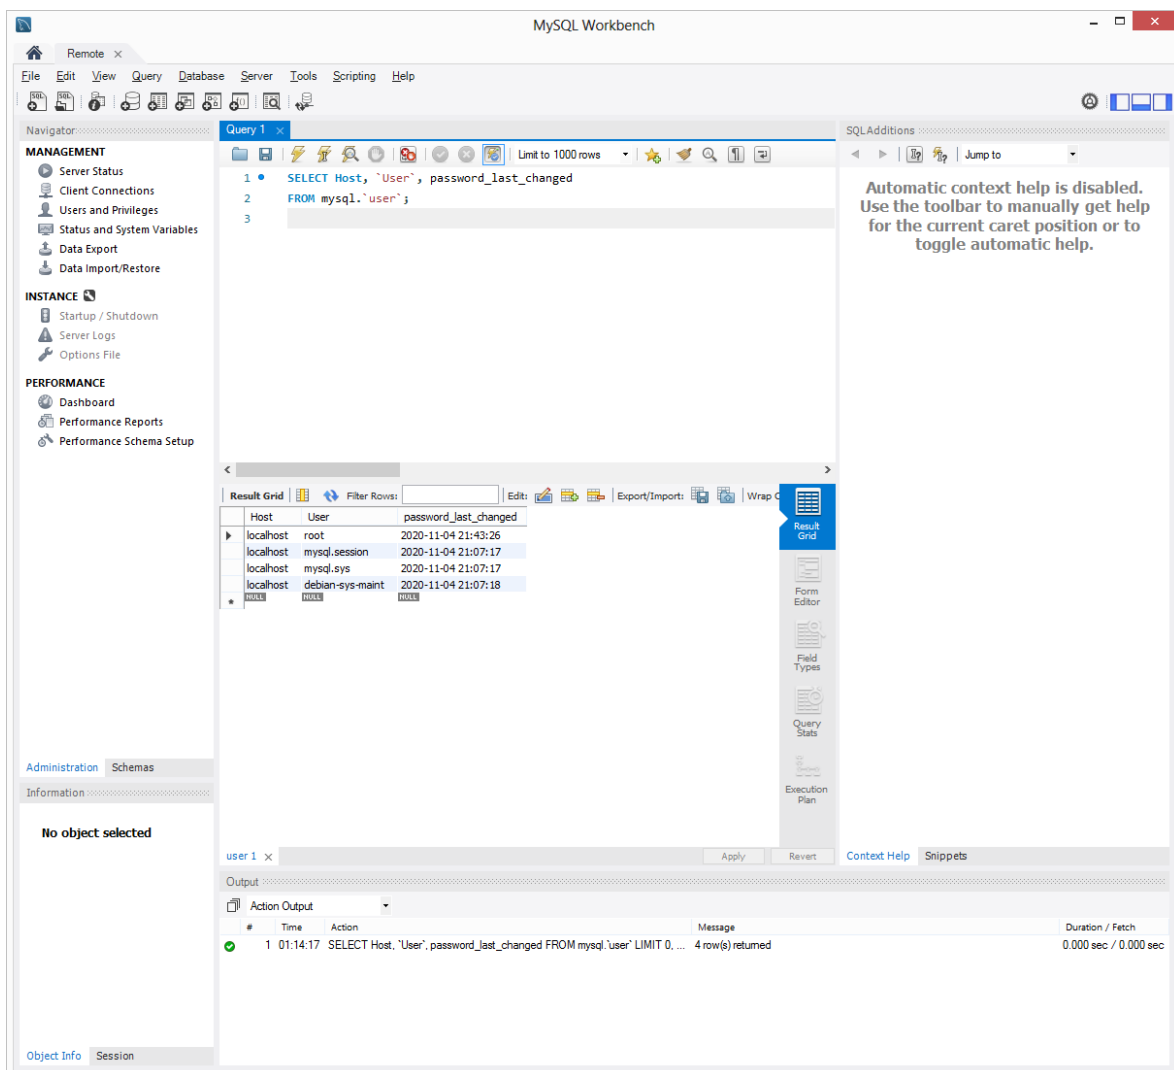 MySQL Workbench
Remote
File Edit View Query Database Server Tools Scripting Help
Navigator
MANAGEMENT
Server Status
Client Connections
Users and Privileges
Status and System Variables
Data Export
Data Import/Restore
INSTANCE
Startup / Shutdown
Server Logs
Options File
PERFORMANCE
Dashboard
Performance Reports
Performance Schema Setup
Administration Schemas
Information
No object selected
Object Info Session
Query 1
Limit to 1000 rows
1 SELECT Host, `User`, password_last_changed
2 FROM mysql.`user`;
3
Result Grid Filter Rows: Edit: Export/Import: Wrap C
Host User password_last_changed
localhost root 2020-11-04 21:43:26
localhost mysql.session 2020-11-04 21:07:17
localhost mysql.sys 2020-11-04 21:07:17
localhost debian-sys-maint 2020-11-04 21:07:18
NULL NULL NULL
Result
Grid
Form
Editor
Field
Types
Query
Stats
Execution
Plan
user 1 Apply Revert
SQLAdditions
Jump to
Automatic context help is disabled.
Use the toolbar to manually get help
for the current caret position or to
toggle automatic help.
Context Help Snippets
Output
Action Output
# Time Action Message Duration / Fetch
1 01:14:17 SELECT Host, `User`, password_last_changed FROM mysql.`user` LIMIT 0, ... 4 row(s) returned 0.000 sec / 0.000 sec